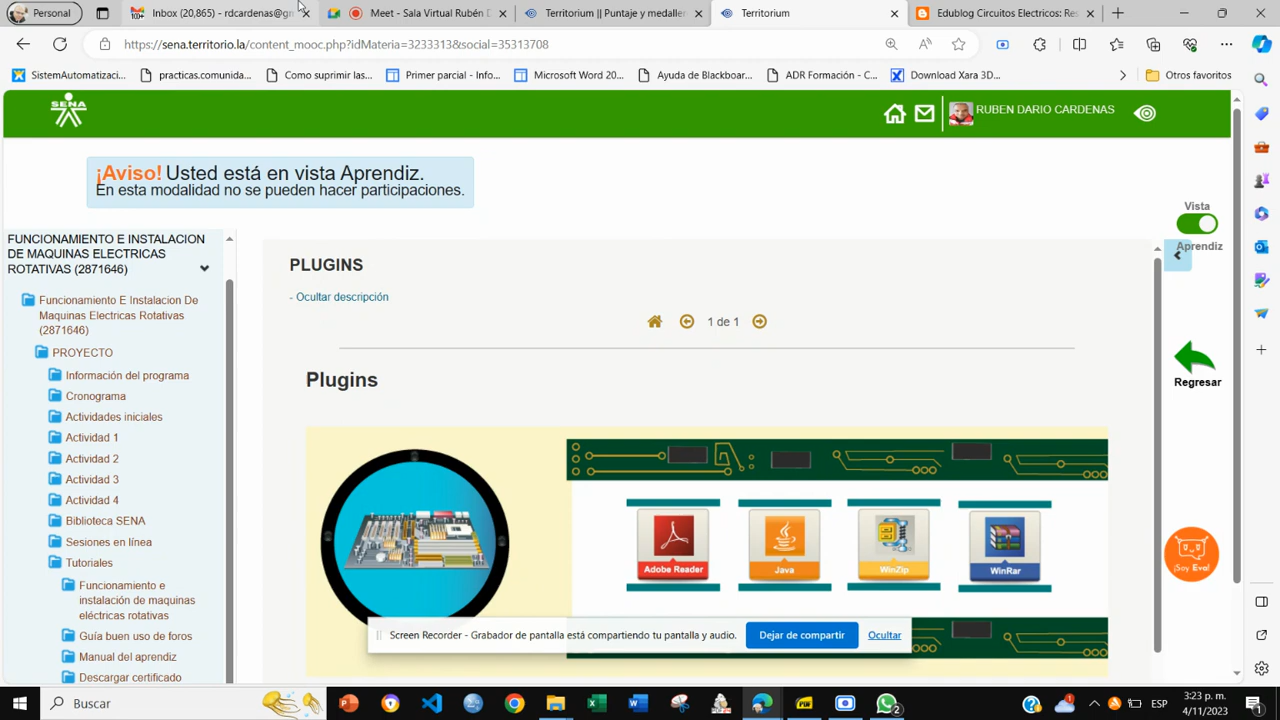 Personal
Inbox (20,865) - rdcardenas@gn
Meet - Sala Virtual Rubén D
Territorium || Puntaje y medaller
Territorium
Edublog Circuitos Electricos: Res
https://sena.territorio.la/content_mooc.php?idMateria=3233313&social=35313708
SistemAutomatizaci...
practicas.comunida...
Como suprimir las...
Primer parcial - Info...
Microsoft Word 20...
Ayuda de Blackboar...
ADR Formación - C...
Download Xara 3D...
Otros favoritos
SENA
RUBEN DARIO CARDENAS
¡Aviso! Usted está en vista Aprendiz.
En esta modalidad no se pueden hacer participaciones.
Vista
Aprendiz
FUNCIONAMIENTO E INSTALACION
DE MAQUINAS ELECTRICAS
ROTATIVAS (2871646)
Funcionamiento E Instalacion De
Maquinas Electricas Rotativas
(2871646)
PROYECTO
Información del programa
Cronograma
Actividades iniciales
Actividad 1
Actividad 2
Actividad 3
Actividad 4
Biblioteca SENA
Sesiones en línea
Tutoriales
Funcionamiento e
instalación de maquinas
eléctricas rotativas
Guía buen uso de foros
Manual del aprendiz
Descargar certificado
PLUGINS
- Ocultar descripción
1 de 1
Plugins
Adobe Reader
Java
WinZip
WinRar
Regresar
¡Soy Eva!
Screen Recorder - Grabador de pantalla está compartiendo tu pantalla y audio.
Dejar de compartir
Ocultar
Buscar
2
ESP
3:23 p. m.
4/11/2023
1